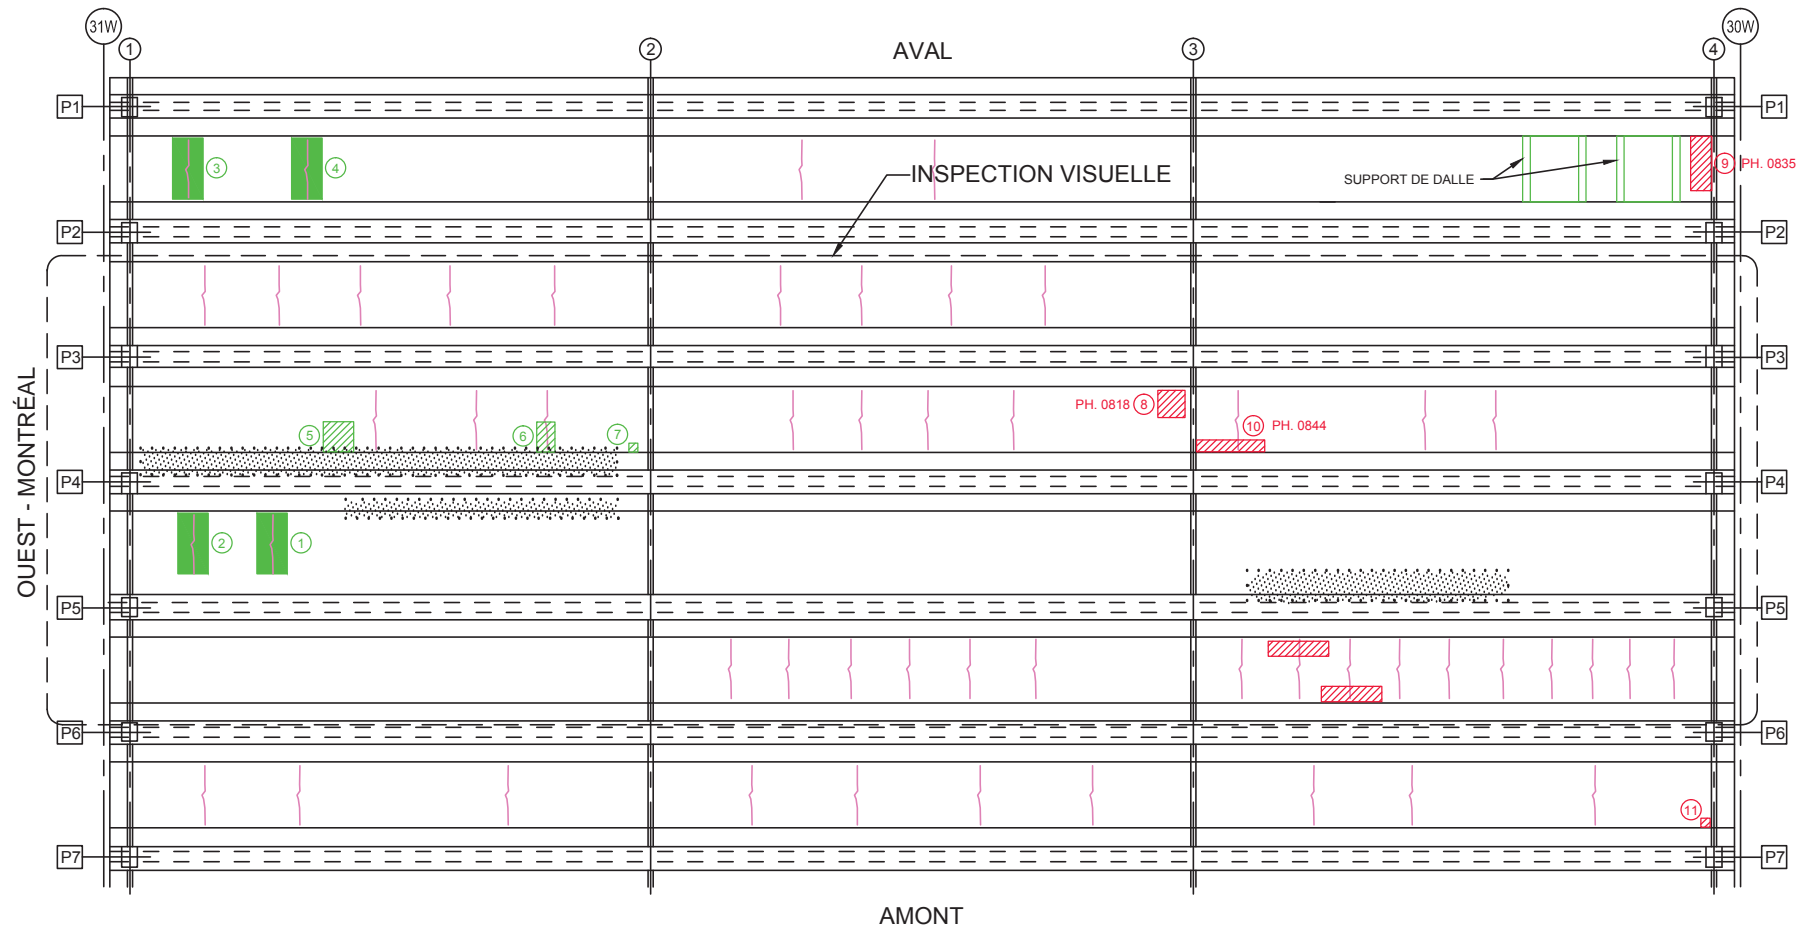 31W
30W
1
2
3
4
AVAL
P1
P1
3
4
9 PH. 0835
INSPECTION VISUELLE
SUPPORT DE DALLE
P2
P2
P3
P3
OUEST - MONTRÉAL
PH. 0818 8
10 PH. 0844
5
6
7
P4
P4
2
1
P5
P5
P6
P6
11
P7
P7
AMONT